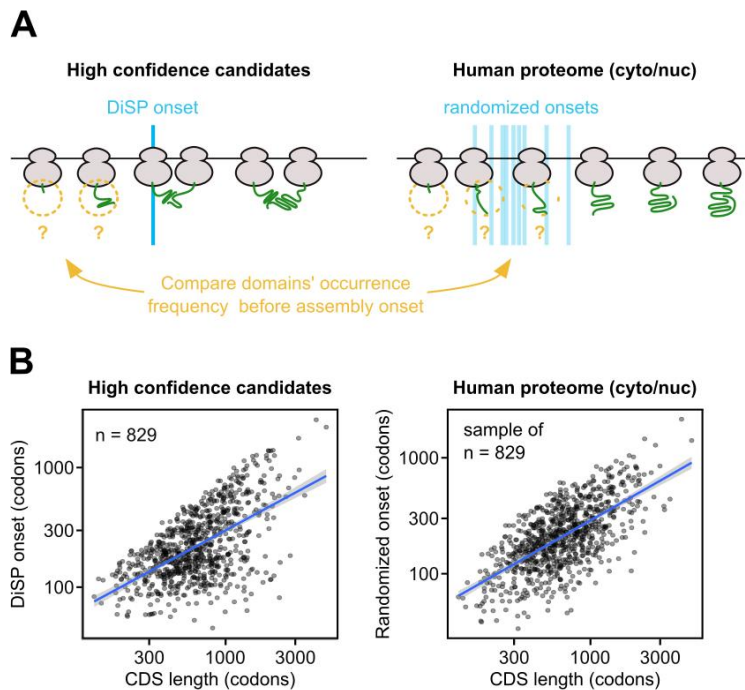 A
High confidence candidates
Human proteome (cyto/nuc)
DiSP onset
randomized onsets
? ?
? ? ?
Compare domains' occurrence
frequency before assembly onset
B
High confidence candidates
Human proteome (cyto/nuc)
DiSP onset (codons)
n = 829
1000
300
100
300 1000 3000
CDS length (codons)
Randomized onset (codons)
sample of
n = 829
1000
300
100
300 1000 3000
CDS length (codons)